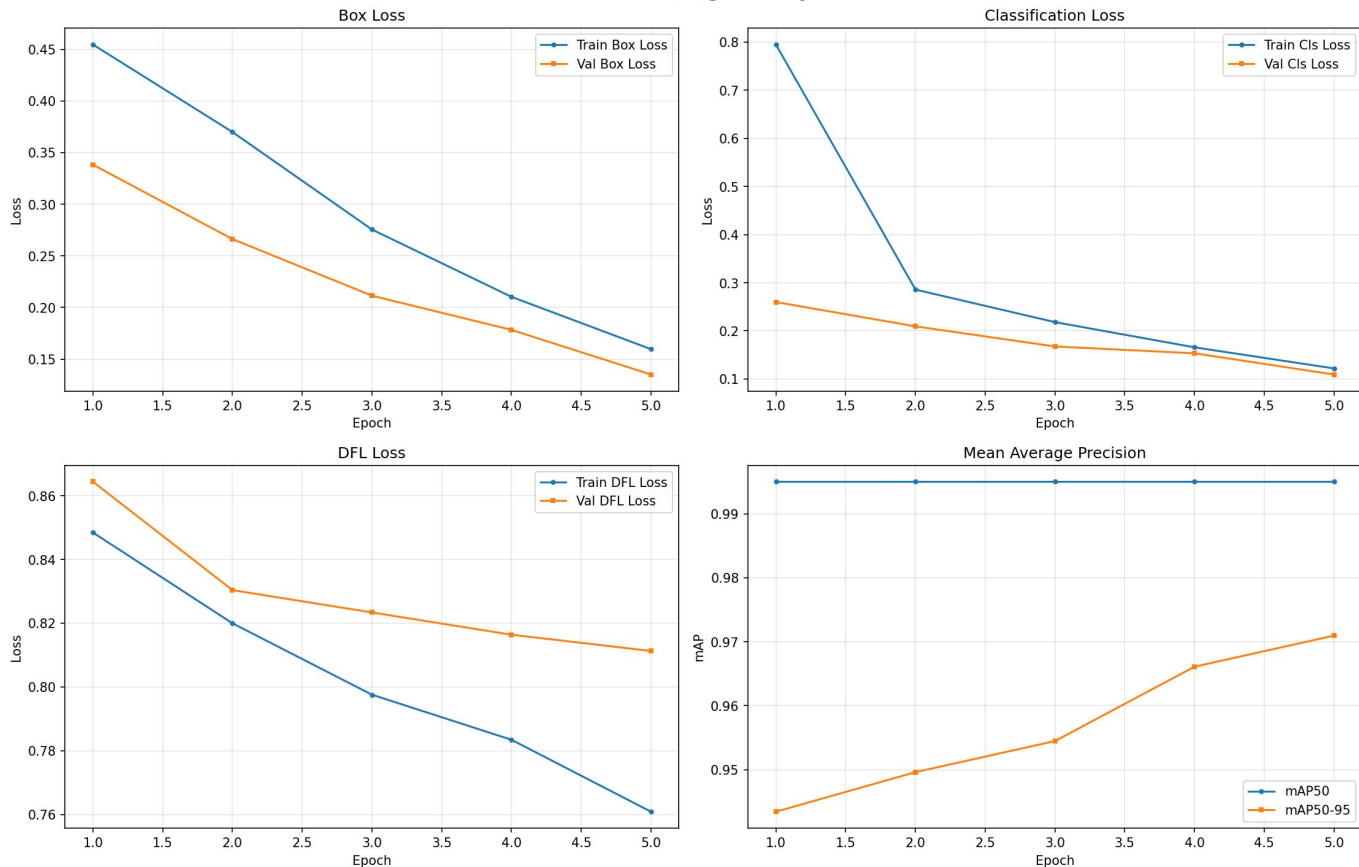 Box Loss
Train Box Loss
Val Box Loss
0.45
0.40
0.35
0.30
0.25
0.20
0.15
Loss
1.0 1.5 2.0 2.5 3.0 3.5 4.0 4.5 5.0
Epoch
Classification Loss
Train Cls Loss
Val Cls Loss
0.8
0.7
0.6
0.5
0.4
0.3
0.2
0.1
Loss
1.0 1.5 2.0 2.5 3.0 3.5 4.0 4.5 5.0
Epoch
DFL Loss
Train DFL Loss
Val DFL Loss
0.86
0.84
0.82
0.80
0.78
0.76
Loss
1.0 1.5 2.0 2.5 3.0 3.5 4.0 4.5 5.0
Epoch
Mean Average Precision
0.99
0.98
0.97
0.96
0.95
mAP
mAP50
mAP50-95
1.0 1.5 2.0 2.5 3.0 3.5 4.0 4.5 5.0
Epoch